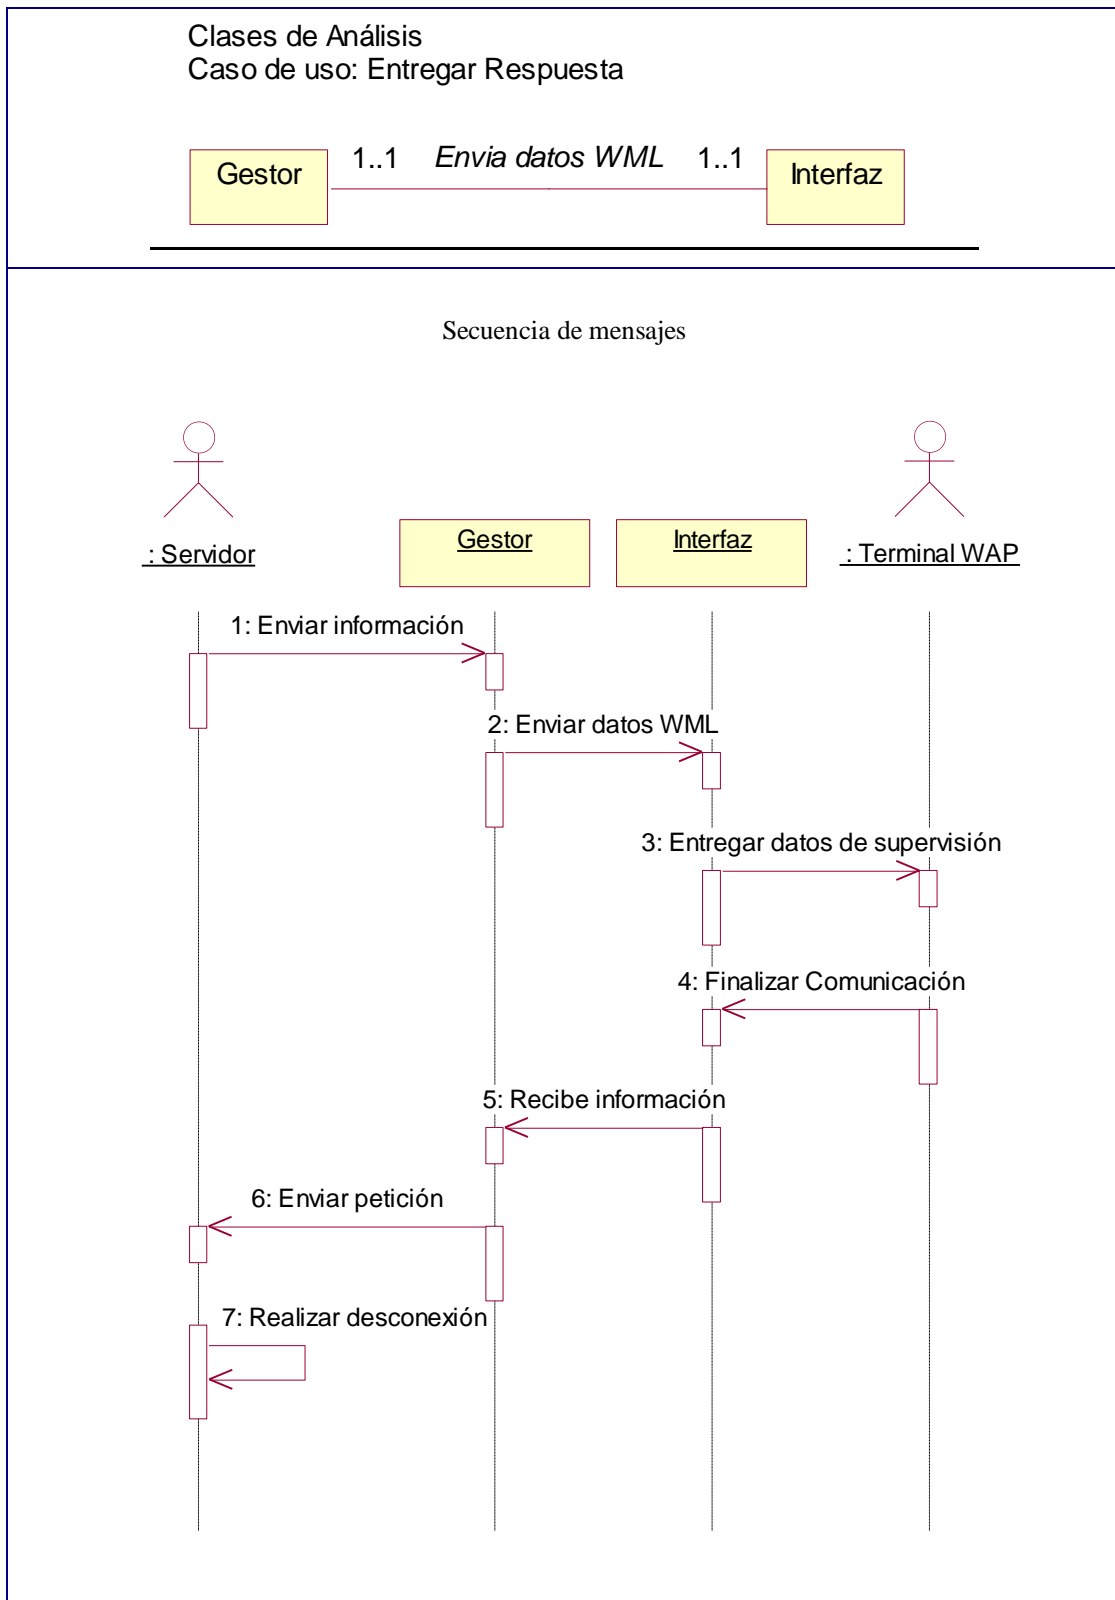 Clases de Análisis
Caso de uso: Entregar Respuesta
1..1 Envia datos WML 1..1
Gestor
Interfaz
Secuencia de mensajes
: Servidor
Gestor
Interfaz
: Terminal WAP
1: Enviar información
2: Enviar datos WML
3: Entregar datos de supervisión
4: Finalizar Comunicación
5: Recibe información
6: Enviar petición
7: Realizar desconexión